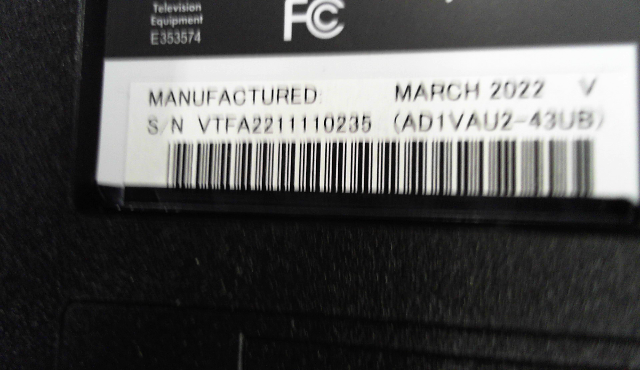 Television
Equipment
E353574
FC
MANUFACTURED: MARCH 2022 V
S/N VTFA2211110235 (AD1VAU2-43UB)